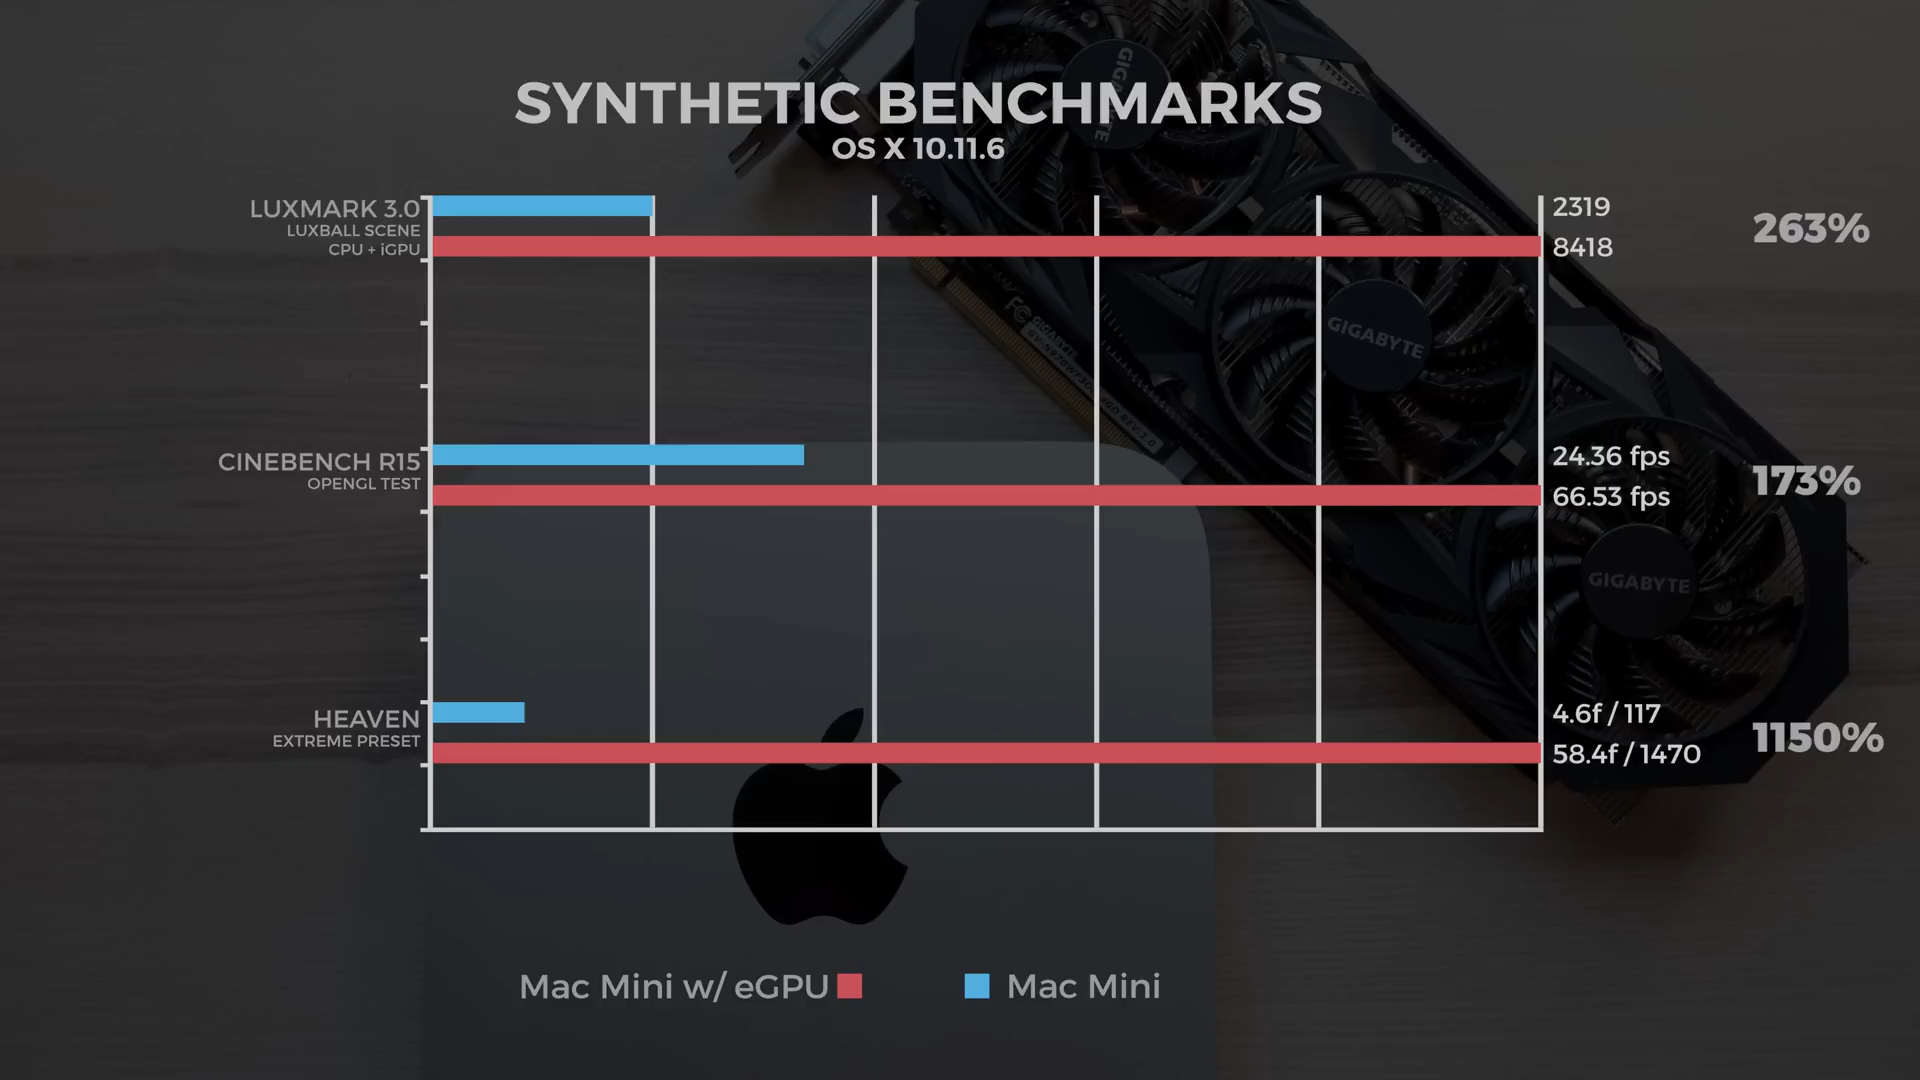 SYNTHETIC BENCHMARKS
OS X 10.11.6
LUXMARK 3.0
LUXBALL SCENE
CPU + iGPU
2319
8418
263%
CINEBENCH R15
OPENGL TEST
24.36 fps
66.53 fps
173%
HEAVEN
EXTREME PRESET
4.6f / 117
58.4f / 1470
1150%
Mac Mini w/ eGPU
Mac Mini
GIGABYTE
GIGABYTE
GIGABYTE
FC
GIGABYTE